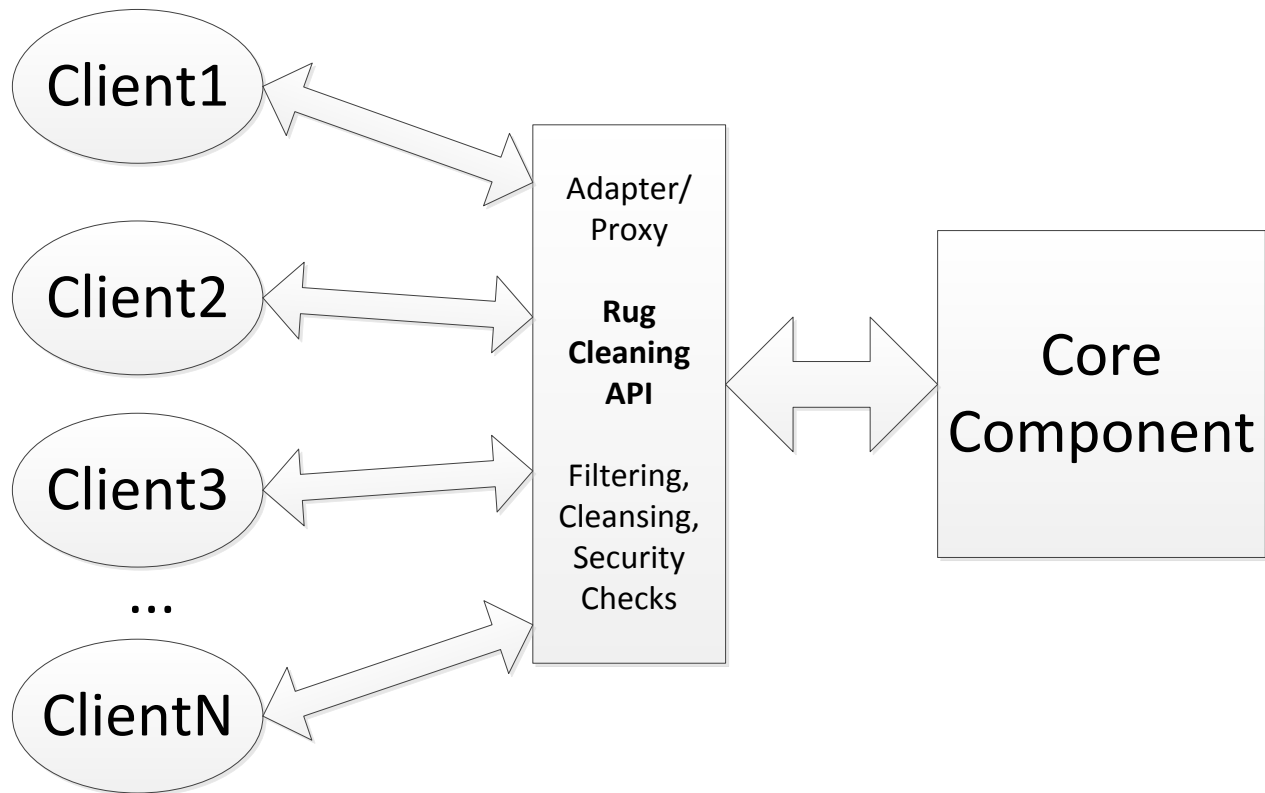 Client1
Client2
Client3
...
ClientN
Adapter/
Proxy
Rug
Cleaning
API
Filtering,
Cleansing,
Security
Checks
Core
Component